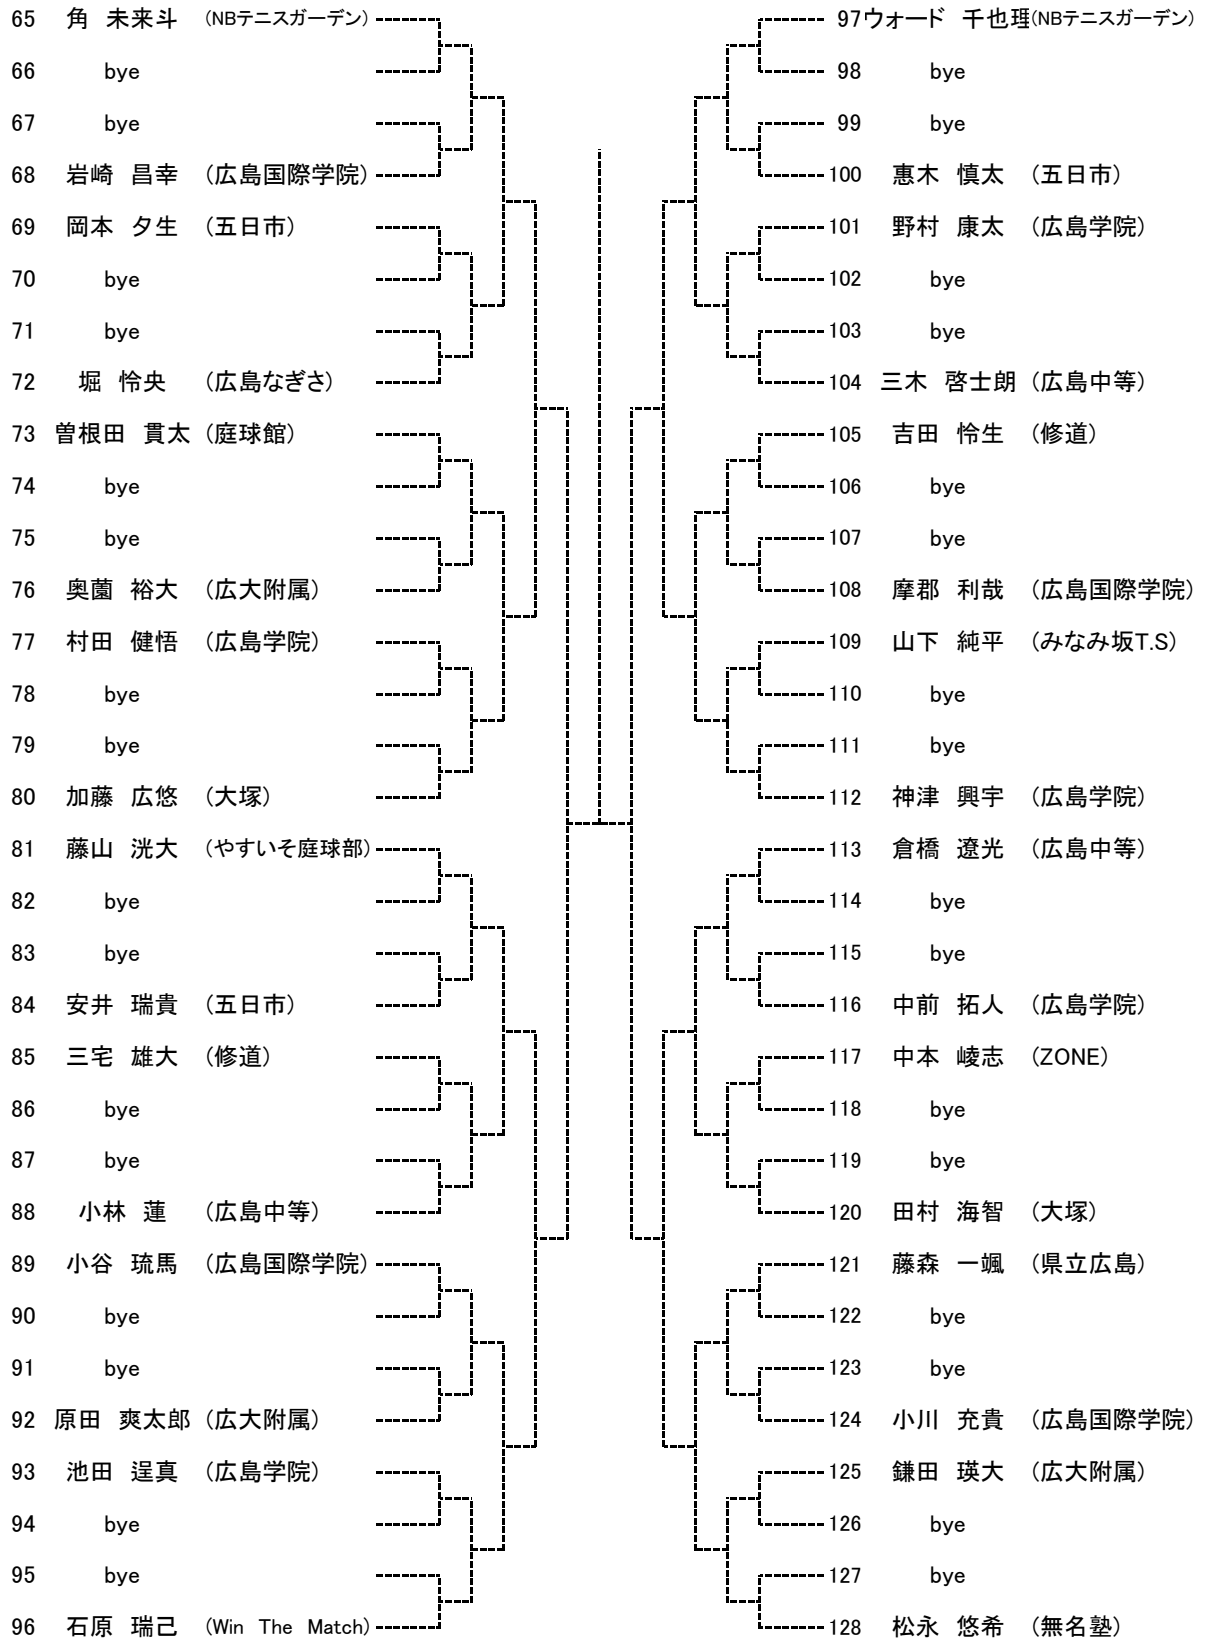 65 角 未来斗 (NBテニスガーデン)
66 bye
67 bye
68 岩崎 昌幸 (広島国際学院)
69 岡本 夕生 (五日市)
70 bye
71 bye
72 堀 怜央 (広島なぎさ)
73 曽根田 貫太 (庭球館)
74 bye
75 bye
76 奥薗 裕大 (広大附属)
77 村田 健悟 (広島学院)
78 bye
79 bye
80 加藤 広悠 (大塚)
81 藤山 洸大 (やすいそ庭球部)
82 bye
83 bye
84 安井 瑞貴 (五日市)
85 三宅 雄大 (修道)
86 bye
87 bye
88 小林 蓮 (広島中等)
89 小谷 琉馬 (広島国際学院)
90 bye
91 bye
92 原田 爽太郎 (広大附属)
93 池田 逞真 (広島学院)
94 bye
95 bye
96 石原 瑞己 (Win The Match)
97 ウォード 千也理 (NBテニスガーデン)
98 bye
99 bye
100 惠木 慎太 (五日市)
101 野村 康太 (広島学院)
102 bye
103 bye
104 三木 啓士朗 (広島中等)
105 吉田 怜生 (修道)
106 bye
107 bye
108 摩郡 利哉 (広島国際学院)
109 山下 純平 (みなみ坂T.S)
110 bye
111 bye
112 神津 興宇 (広島学院)
113 倉橋 遼光 (広島中等)
114 bye
115 bye
116 中前 拓人 (広島学院)
117 中本 崚志 (ZONE)
118 bye
119 bye
120 田村 海智 (大塚)
121 藤森 一颯 (県立広島)
122 bye
123 bye
124 小川 充貴 (広島国際学院)
125 鎌田 瑛大 (広大附属)
126 bye
127 bye
128 松永 悠希 (無名塾)